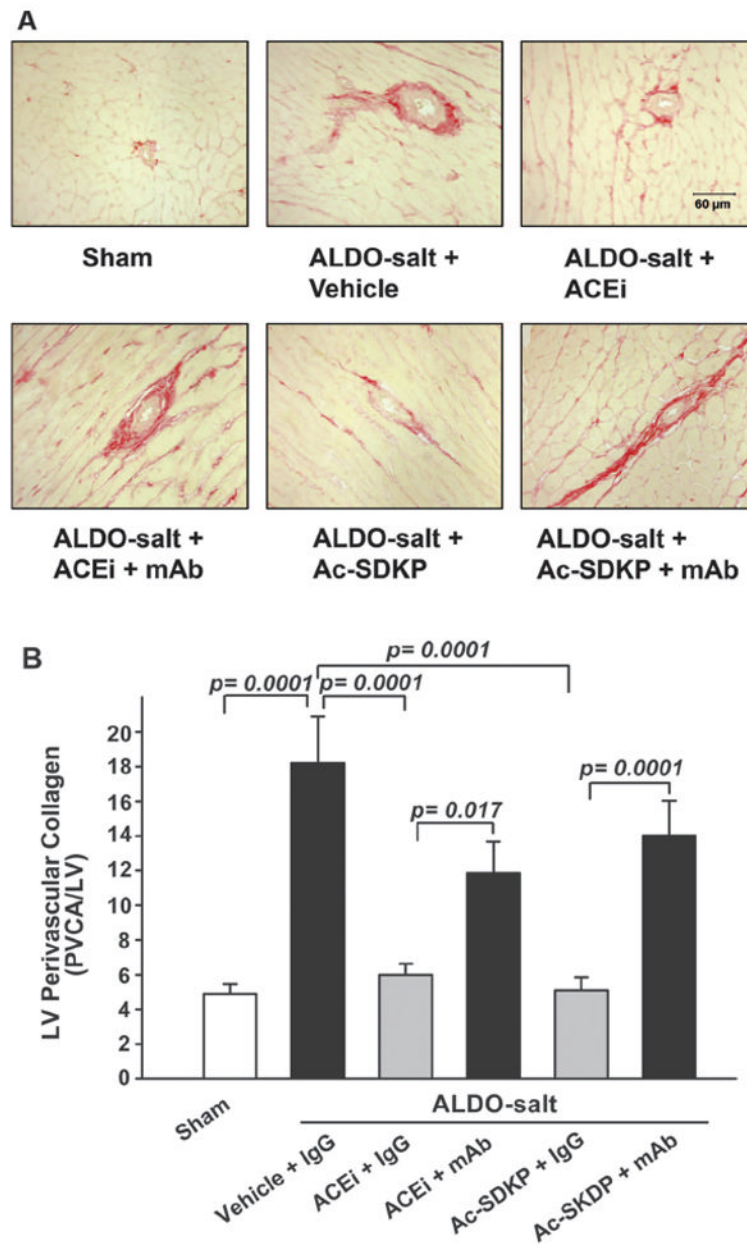 A
60 µm
Sham
ALDO-salt +
Vehicle
ALDO-salt +
ACEi
ALDO-salt +
ACEi + mAb
ALDO-salt +
Ac-SDKP
ALDO-salt +
Ac-SDKP + mAb
B
p= 0.0001
p= 0.0001
p= 0.0001
p= 0.0001
p= 0.017
LV Perivascular Collagen
(PVCA/LV)
20
18
16
14
12
10
8
6
4
2
0
Sham
ALDO-salt
Vehicle + IgG
ACEi + IgG
ACEi + mAb
Ac-SDKP + IgG
Ac-SKDP + mAb